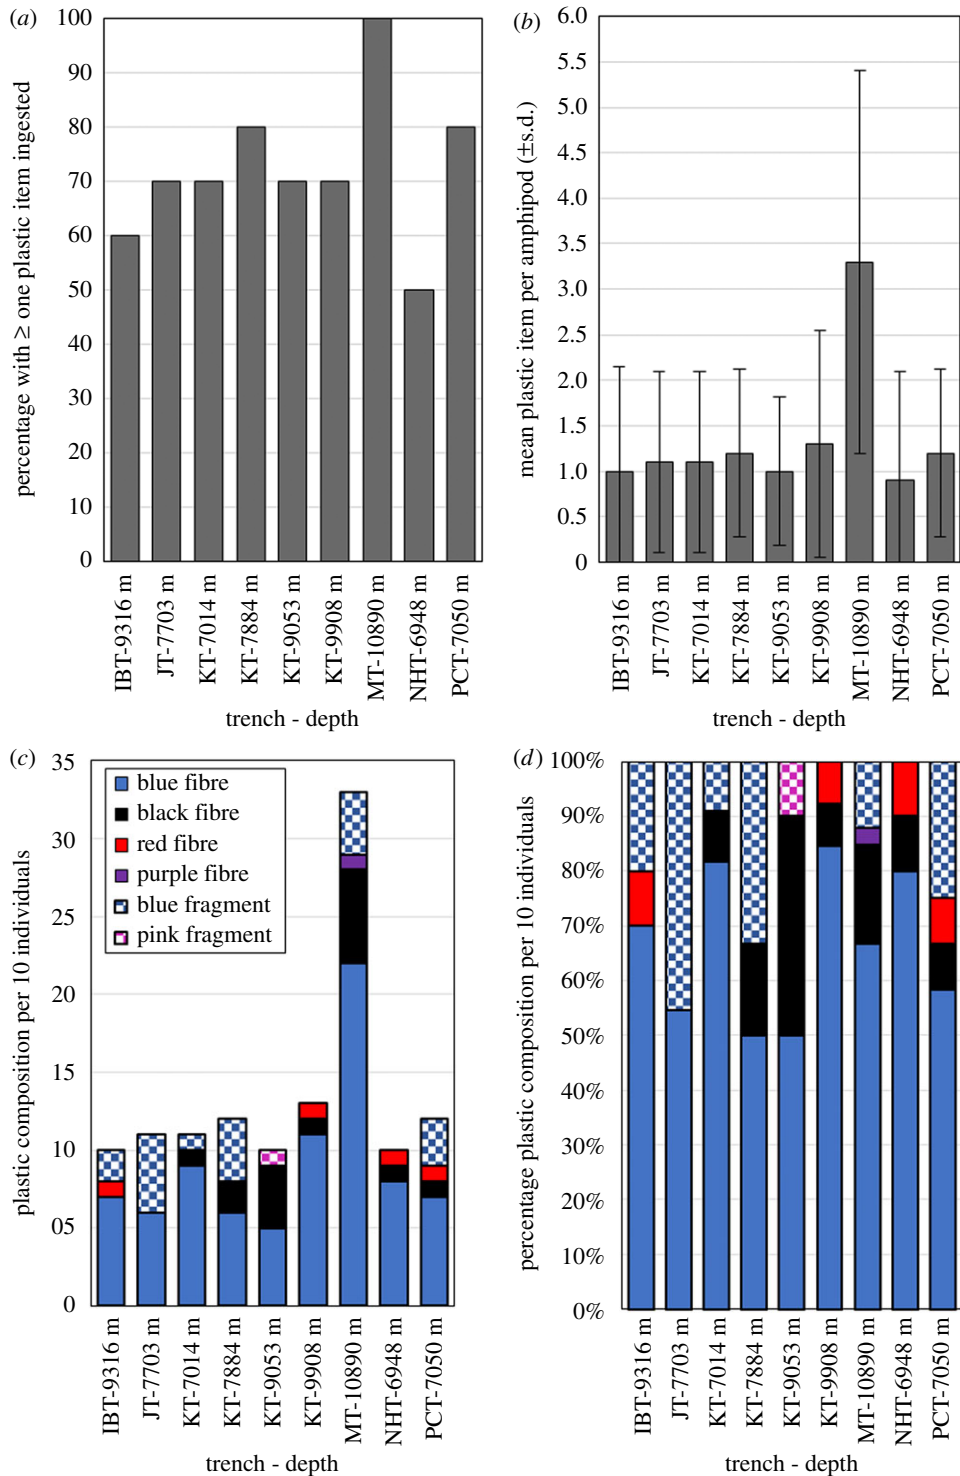 (a)
percentage with ≥ one plastic item ingested
100
90
80
70
60
50
40
30
20
10
0
IBT-9316 m
JT-7703 m
KT-7014 m
KT-7884 m
KT-9053 m
KT-9908 m
MT-10890 m
NHT-6948 m
PCT-7050 m
trench - depth
(b)
mean plastic item per amphipod (±s.d.)
6.0
5.5
5.0
4.5
4.0
3.5
3.0
2.5
2.0
1.5
1.0
0.5
0
IBT-9316 m
JT-7703 m
KT-7014 m
KT-7884 m
KT-9053 m
KT-9908 m
MT-10890 m
NHT-6948 m
PCT-7050 m
trench - depth
(c)
plastic composition per 10 individuals
35
30
25
20
15
10
05
0
blue fibre
black fibre
red fibre
purple fibre
blue fragment
pink fragment
IBT-9316 m
JT-7703 m
KT-7014 m
KT-7884 m
KT-9053 m
KT-9908 m
MT-10890 m
NHT-6948 m
PCT-7050 m
trench - depth
(d)
percentage plastic composition per 10 individuals
100%
90%
80%
70%
60%
50%
40%
30%
20%
10%
0%
IBT-9316 m
JT-7703 m
KT-7014 m
KT-7884 m
KT-9053 m
KT-9908 m
MT-10890 m
NHT-6948 m
PCT-7050 m
trench - depth